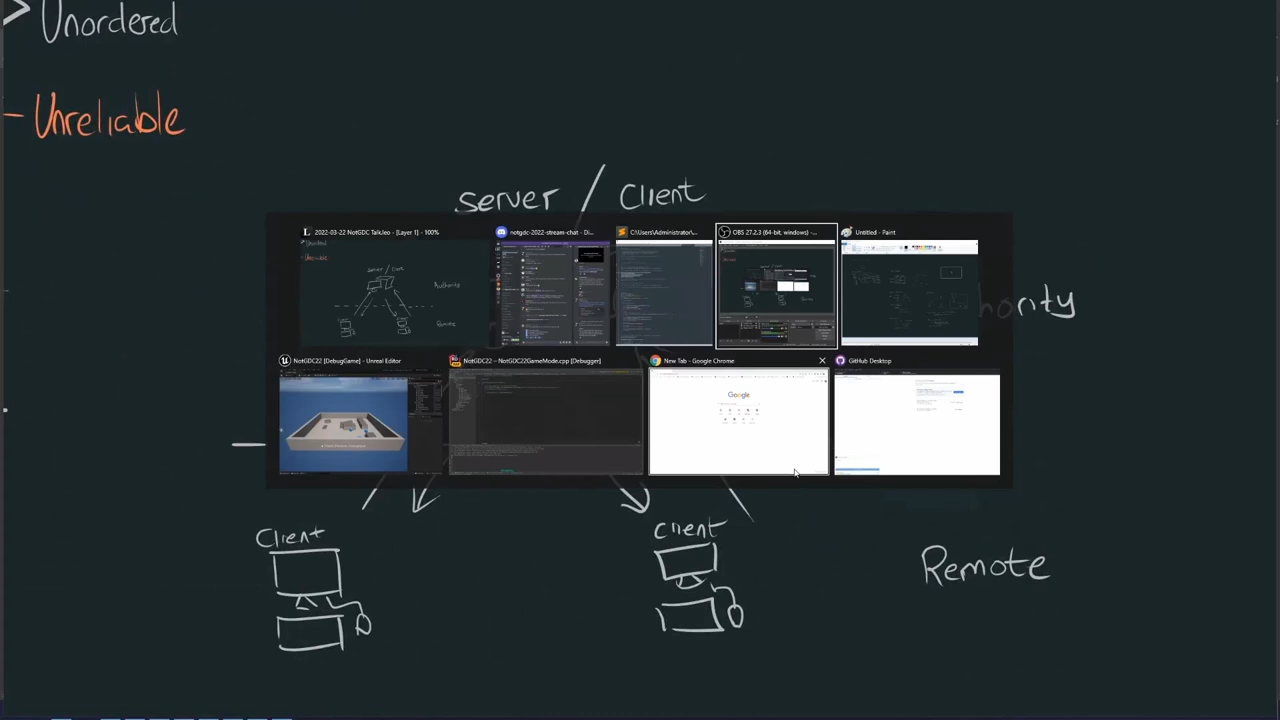 > Unordered
- Unreliable
server / Client
2022-03-22 NotGDC Talk.leo - [Layer 1] - 100%
notgdc-2022-stream-chat - Di...
C:\Users\Administrator\...
OBS 27.2.3 (64-bit, windows) -...
Untitled - Paint
hority
NotGDC22 [DebugGame] - Unreal Editor
NotGDC22 – NotGDC22GameMode.cpp [Debugger]
New Tab - Google Chrome
GitHub Desktop
Google
Client
Client
Remote